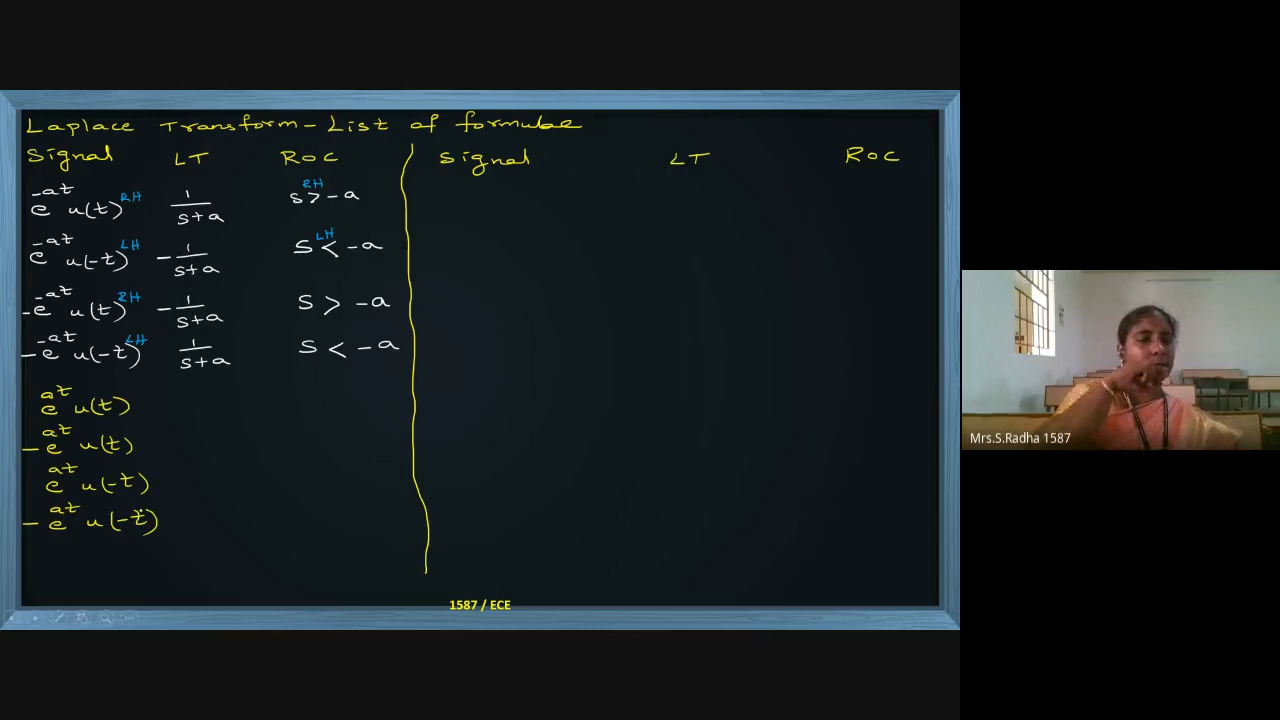 Laplace Transform - List of formulae
Signal LT ROC Signal LT ROC
e^-at u(t) RH 1/s+a s > -a RH
e^-at u(-t) LH -1/s+a s < -a LH
-e^-at u(t) RH -1/s+a s > -a
-e^-at u(-t) LH 1/s+a s < -a
e^at u(t)
-e^at u(t)
e^at u(-t)
-e^at u(-t)
1587 / ECE
Mrs.S.Radha 1587